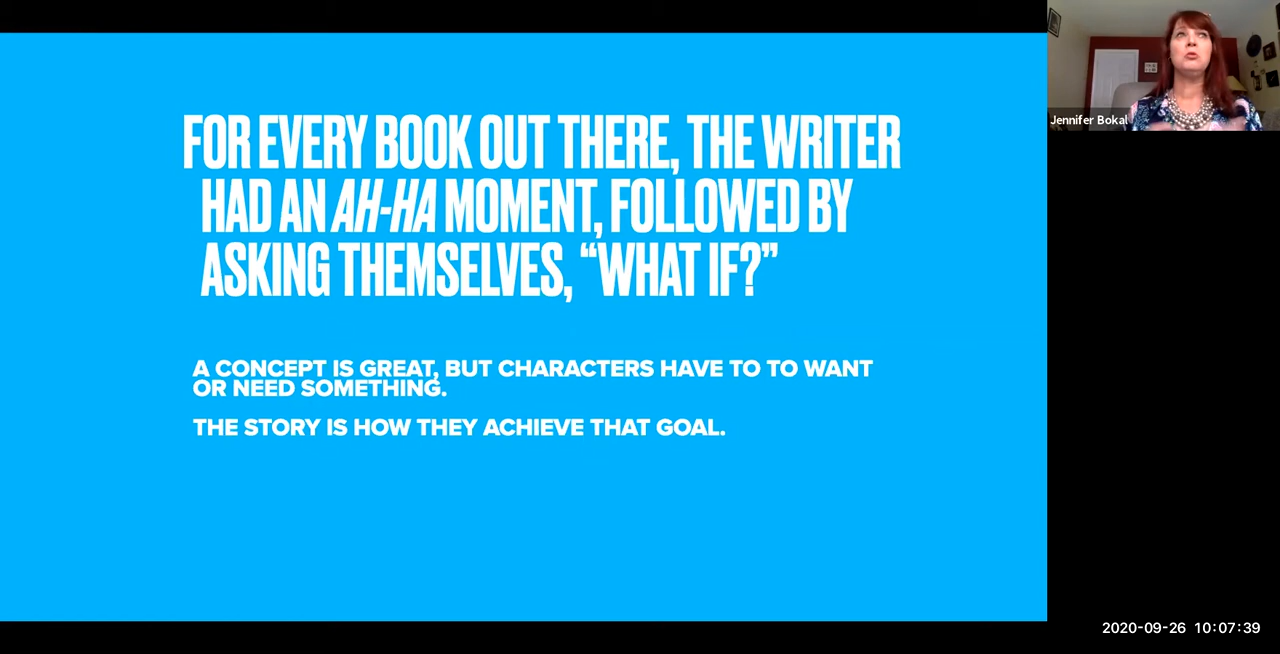 FOR EVERY BOOK OUT THERE, THE WRITER
HAD AN AH-HA MOMENT, FOLLOWED BY
ASKING THEMSELVES, “WHAT IF?”
A CONCEPT IS GREAT, BUT CHARACTERS HAVE TO TO WANT
OR NEED SOMETHING.
THE STORY IS HOW THEY ACHIEVE THAT GOAL.
Jennifer Bokal
2020-09-26 10:07:39